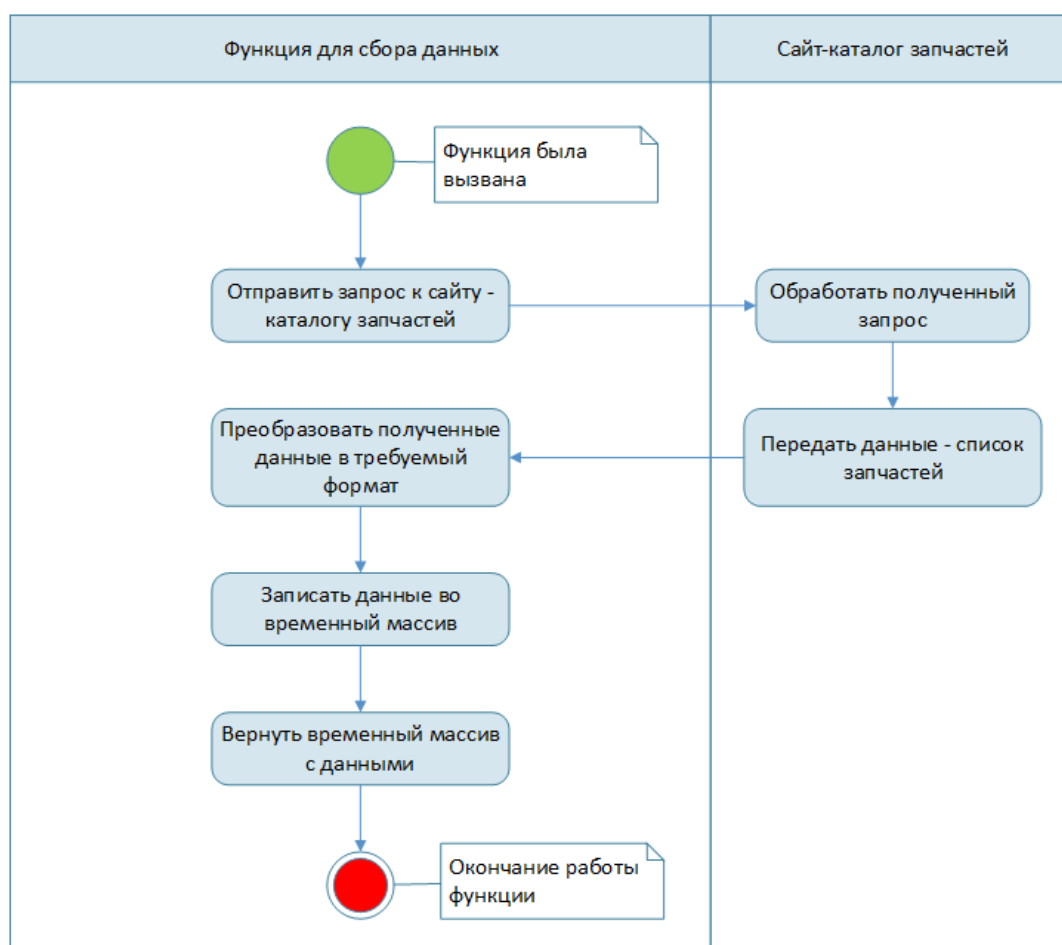 Функция для сбора данных
Сайт-каталог запчастей
Функция была
вызвана
Отправить запрос к сайту -
каталогу запчастей
Обработать полученный
запрос
Преобразовать полученные
данные в требуемый
формат
Передать данные - список
запчастей
Записать данные во
временный массив
Вернуть временный массив
с данными
Окончание работы
функции